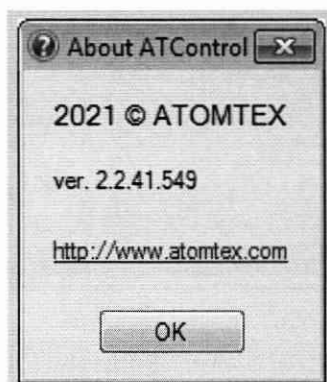 About ATControl
2021 © ATOMTEX
ver. 2.2.41.549
http://www.atomtex.com
OK